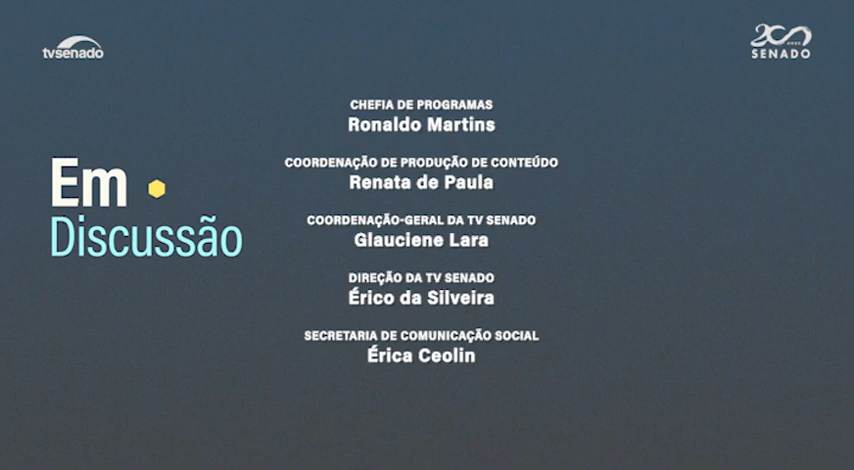 tvsenado
200
ANOS
SENADO
Em
Discussão
CHEFIA DE PROGRAMAS
Ronaldo Martins
COORDENAÇÃO DE PRODUÇÃO DE CONTEÚDO
Renata de Paula
COORDENAÇÃO-GERAL DA TV SENADO
Glauciene Lara
DIREÇÃO DA TV SENADO
Érico da Silveira
SECRETARIA DE COMUNICAÇÃO SOCIAL
Érica Ceolin